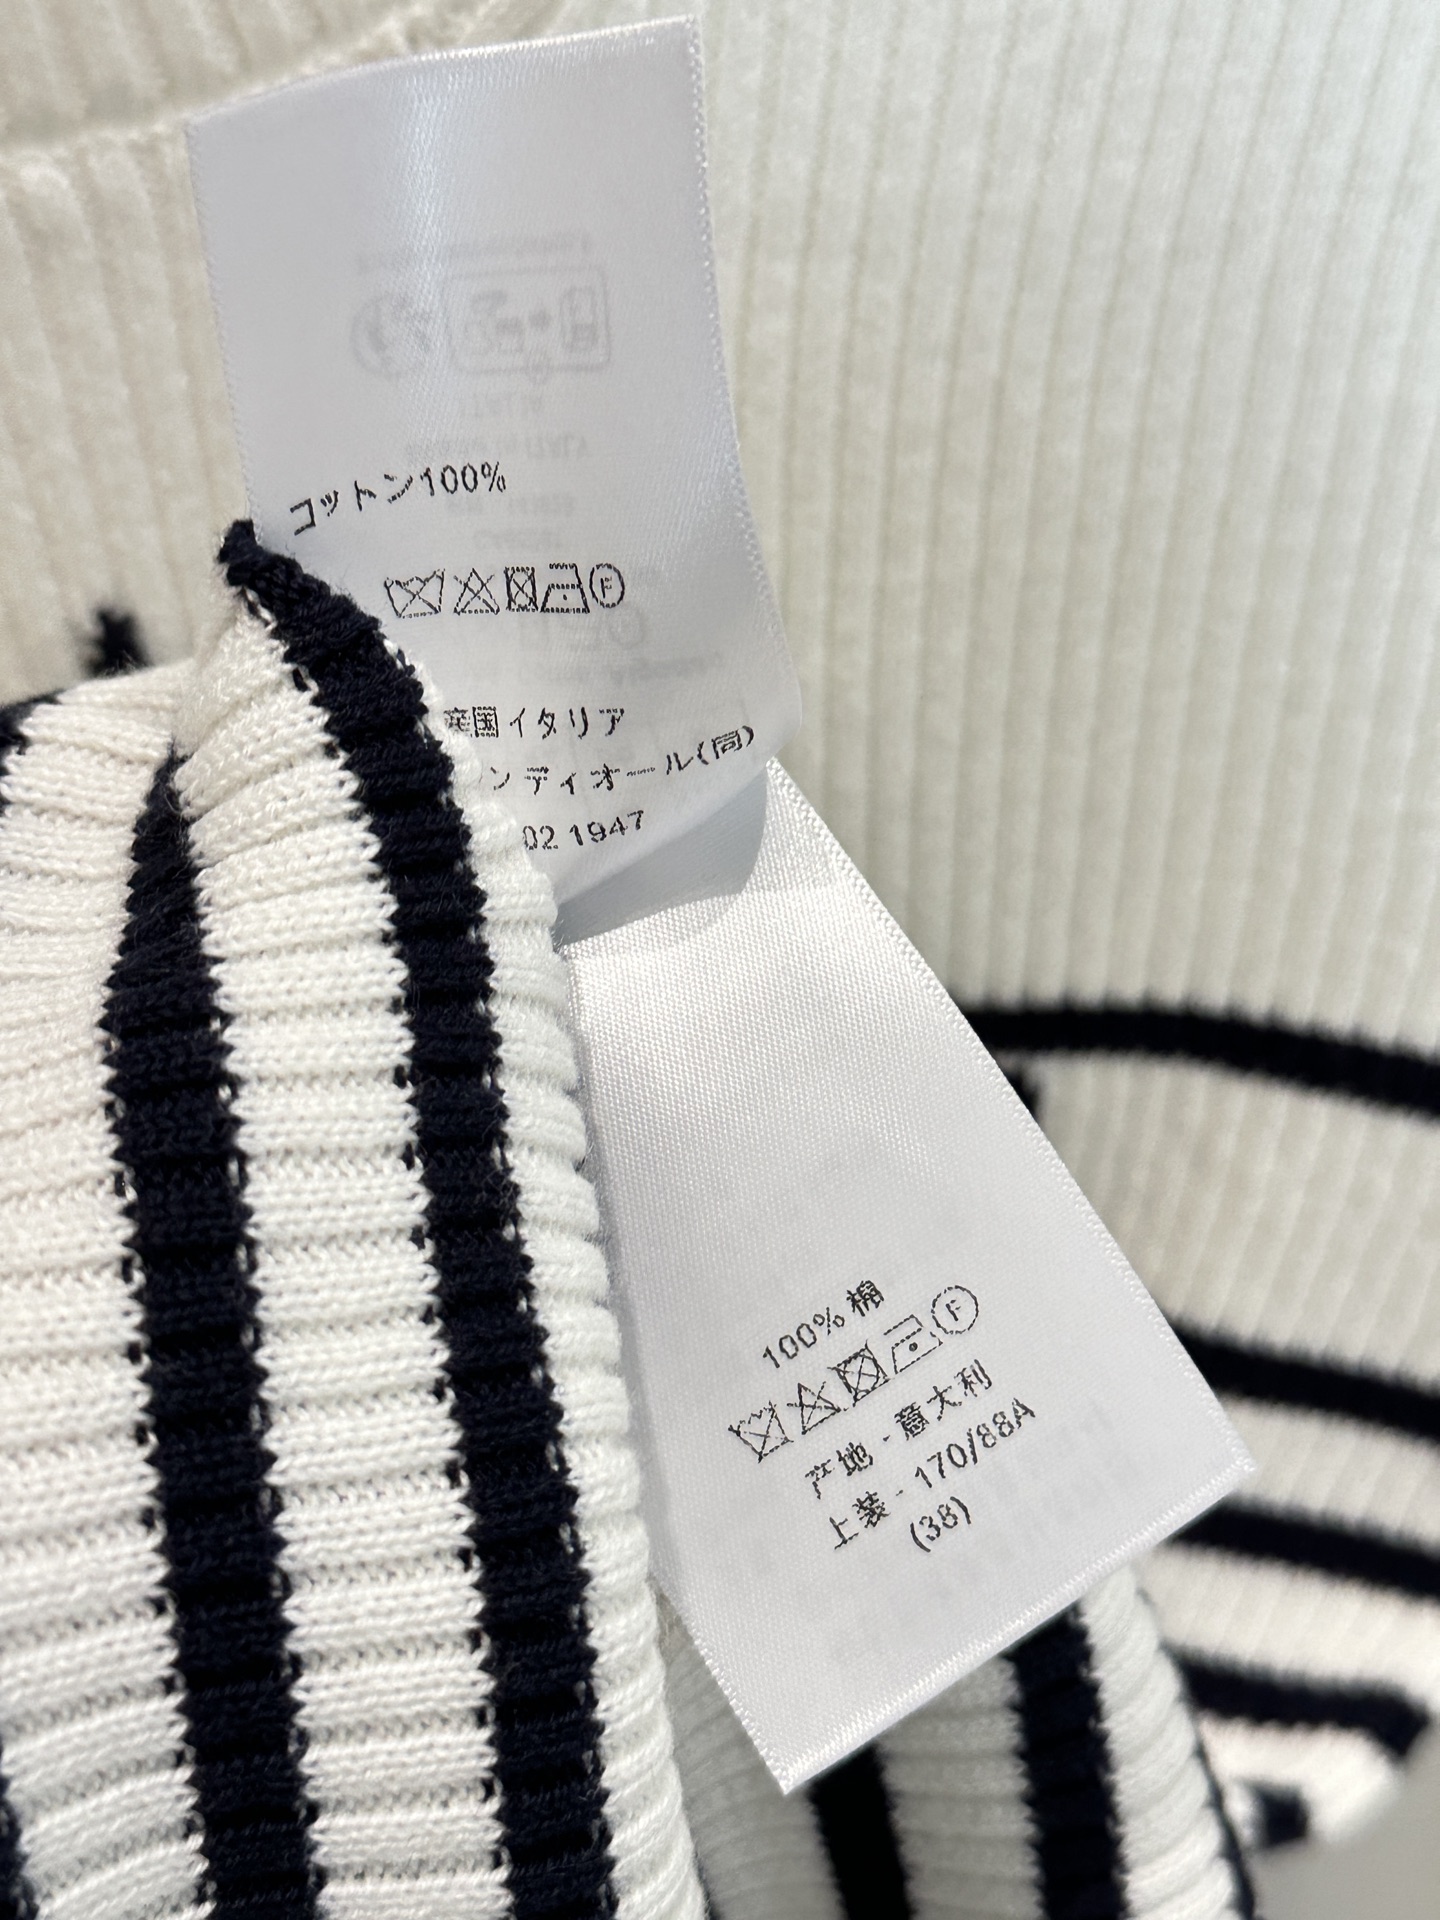 コットン100%
F
産国イタリア
ンディオール(同)
02 1947
100% 棉
F
产地 - 意大利
上装 - 170/88A
(38)